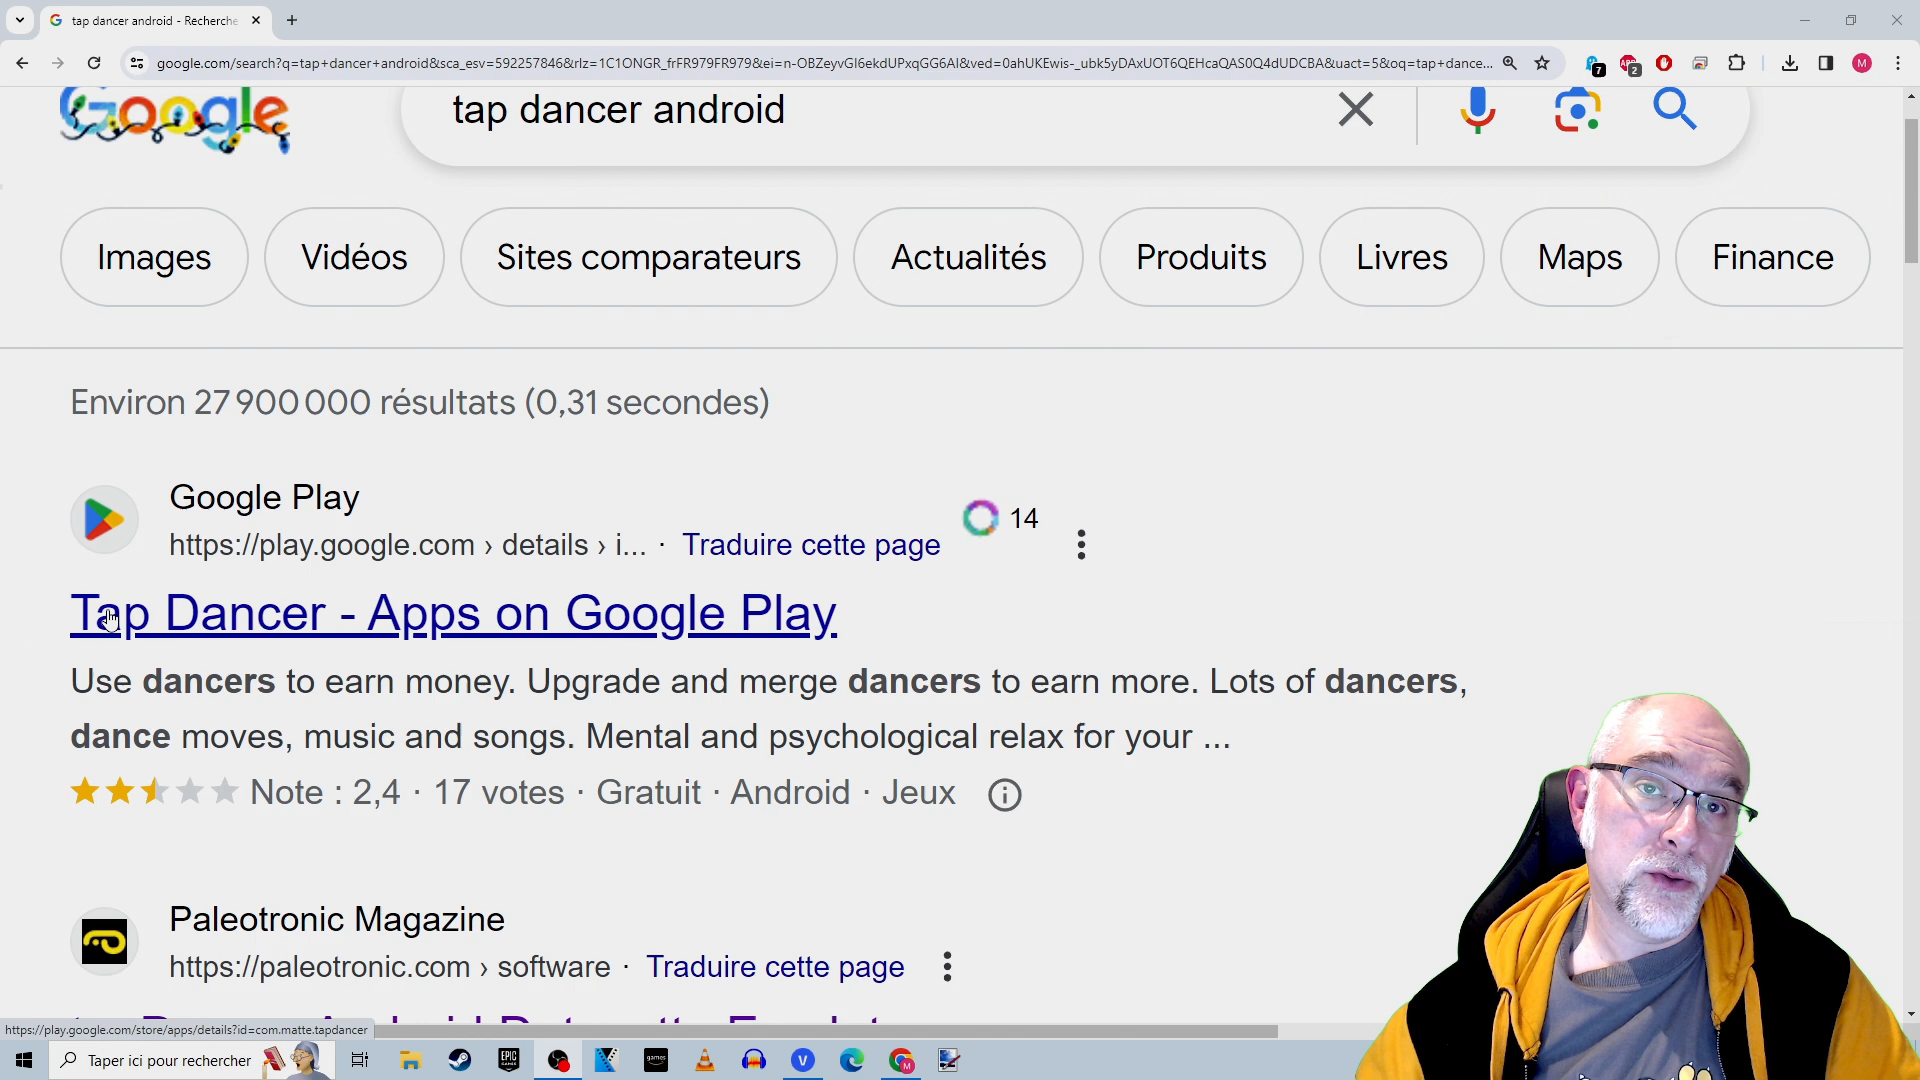 tap dancer android - Recherche
google.com/search?q=tap+dancer+android&sca_esv=592257846&rlz=1C1ONGR_frFR979FR979&ei=n-OBZeyvGI6ekdUPxqGG6AI&ved=0ahUKEwis-_ubk5yDAxUOT6QEHcaQAS0Q4dUDCBA&uact=5&oq=tap+dance...
7
ABP
2
M
Google
tap dancer android
Images
Vidéos
Sites comparateurs
Actualités
Produits
Livres
Maps
Finance
Environ 27 900 000 résultats (0,31 secondes)
Google Play
14
https://play.google.com › details › i... · Traduire cette page
Tap Dancer - Apps on Google Play
Use dancers to earn money. Upgrade and merge dancers to earn more. Lots of dancers,
dance moves, music and songs. Mental and psychological relax for your ...
Note : 2,4 · 17 votes · Gratuit · Android · Jeux
Paleotronic Magazine
https://paleotronic.com › software · Traduire cette page
https://play.google.com/store/apps/details?id=com.matte.tapdancer
Taper ici pour rechercher
EPIC
games
V
M